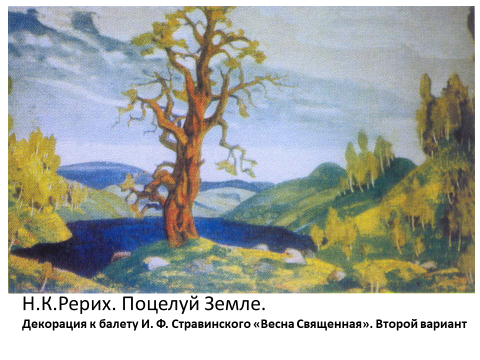 Н.К.Рерих. Поцелуй Земле.
Декорация к балету И. Ф. Стравинского «Весна Священная». Второй вариант